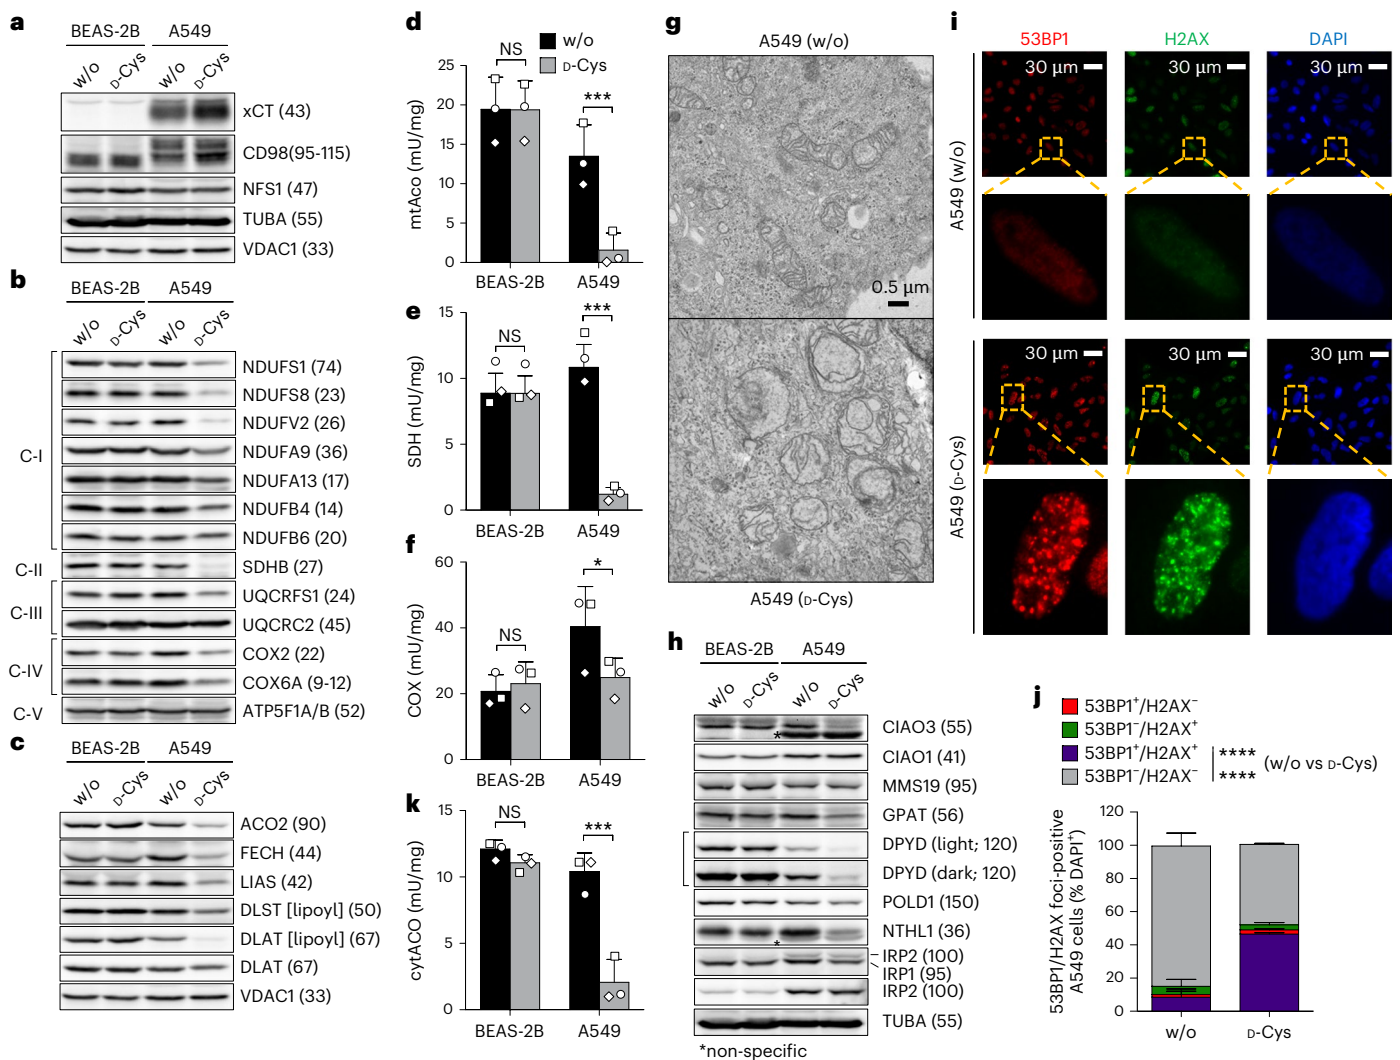 a
BEAS-2B A549
w/o D-Cys w/o D-Cys
xCT (43)
CD98(95-115)
NFS1 (47)
TUBA (55)
VDAC1 (33)
b
BEAS-2B A549
w/o D-Cys w/o D-Cys
C-I
NDUFS1 (74)
NDUFS8 (23)
NDUFV2 (26)
NDUFA9 (36)
NDUFA13 (17)
NDUFB4 (14)
NDUFB6 (20)
C-II
SDHB (27)
C-III
UQCRFS1 (24)
UQCRC2 (45)
C-IV
COX2 (22)
COX6A (9-12)
C-V
ATP5F1A/B (52)
c
BEAS-2B A549
w/o D-Cys w/o D-Cys
ACO2 (90)
FECH (44)
LIAS (42)
DLST [lipoyl] (50)
DLAT [lipoyl] (67)
DLAT (67)
VDAC1 (33)
d
w/o
D-Cys
NS
***
mtAco (mU/mg)
25
20
15
10
5
0
BEAS-2B A549
e
NS
***
SDH (mU/mg)
15
10
5
0
BEAS-2B A549
f
NS
*
COX (mU/mg)
60
40
20
0
BEAS-2B A549
k
NS
***
cytACO (mU/mg)
15
10
5
0
BEAS-2B A549
g
A549 (w/o)
0.5 µm
A549 (D-Cys)
h
BEAS-2B A549
w/o D-Cys w/o D-Cys
*
CIAO3 (55)
CIAO1 (41)
MMS19 (95)
GPAT (56)
DPYD (light; 120)
DPYD (dark; 120)
POLD1 (150)
NTHL1 (36)
*
IRP2 (100)
IRP1 (95)
IRP2 (100)
TUBA (55)
*non-specific
i
53BP1 H2AX DAPI
A549 (w/o)
30 µm 30 µm 30 µm
A549 (D-Cys)
30 µm 30 µm 30 µm
j
53BP1⁺/H2AX⁻
53BP1⁻/H2AX⁺
53BP1⁺/H2AX⁺
53BP1⁻/H2AX⁻
****
****
(w/o vs D-Cys)
53BP1/H2AX foci-positive
A549 cells (% DAPI⁺)
120
100
80
60
40
20
0
w/o D-Cys